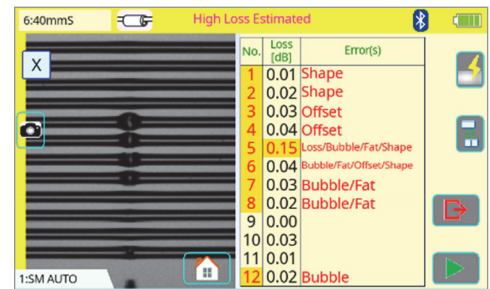 6:40mmS
High Loss Estimated
X
No. Loss [dB] Error(s)
1 0.01 Shape
2 0.02 Shape
3 0.03 Offset
4 0.04 Offset
5 0.15 Loss/Bubble/Fat/Shape
6 0.04 Bubble/Fat/Offset/Shape
7 0.03 Bubble/Fat
8 0.02 Bubble/Fat
9 0.00
10 0.03
11 0.01
12 0.02 Bubble
1:SM AUTO